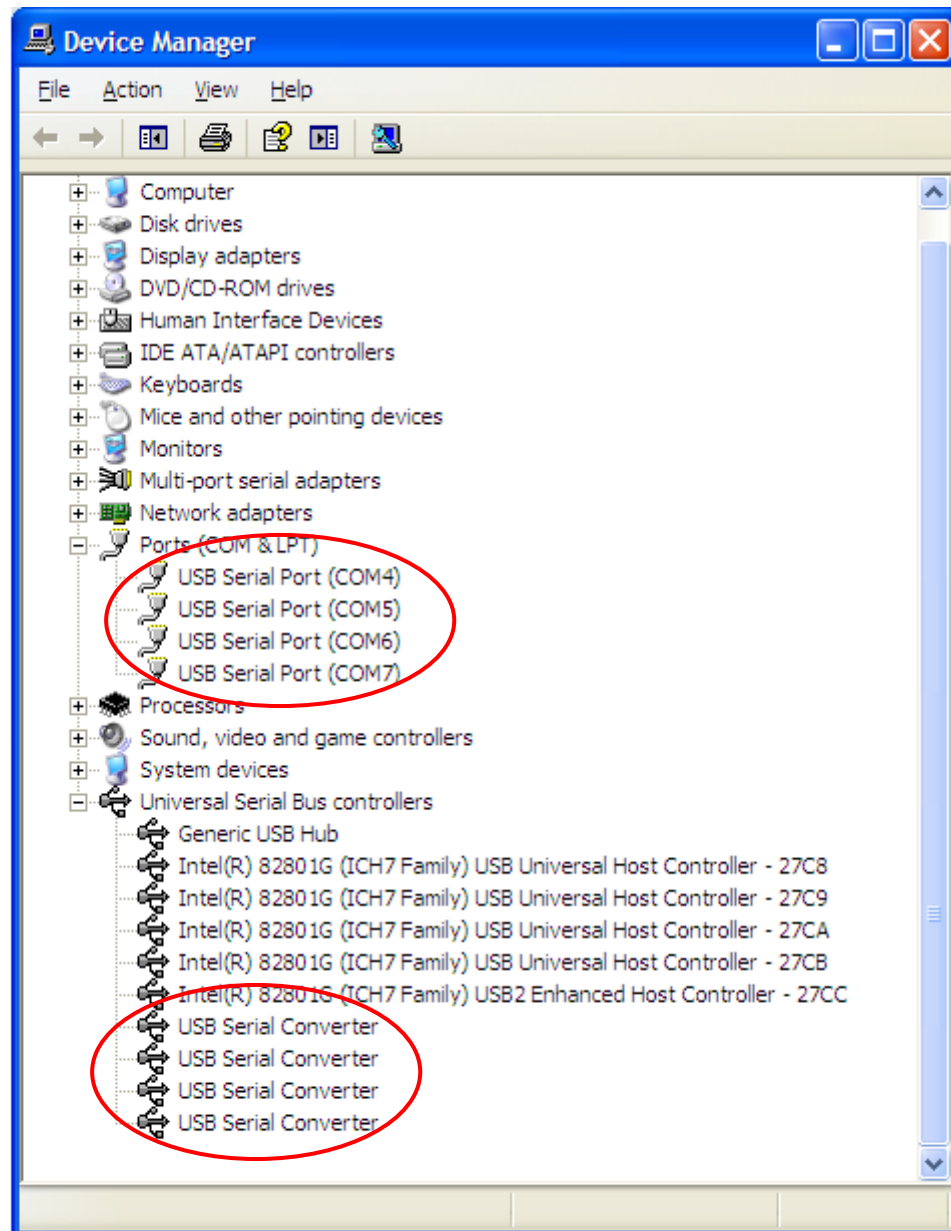 Device Manager
File Action View Help
Computer
Disk drives
Display adapters
DVD/CD-ROM drives
Human Interface Devices
IDE ATA/ATAPI controllers
Keyboards
Mice and other pointing devices
Monitors
Multi-port serial adapters
Network adapters
Ports (COM & LPT)
USB Serial Port (COM4)
USB Serial Port (COM5)
USB Serial Port (COM6)
USB Serial Port (COM7)
Processors
Sound, video and game controllers
System devices
Universal Serial Bus controllers
Generic USB Hub
Intel(R) 82801G (ICH7 Family) USB Universal Host Controller - 27C8
Intel(R) 82801G (ICH7 Family) USB Universal Host Controller - 27C9
Intel(R) 82801G (ICH7 Family) USB Universal Host Controller - 27CA
Intel(R) 82801G (ICH7 Family) USB Universal Host Controller - 27CB
Intel(R) 82801G (ICH7 Family) USB2 Enhanced Host Controller - 27CC
USB Serial Converter
USB Serial Converter
USB Serial Converter
USB Serial Converter